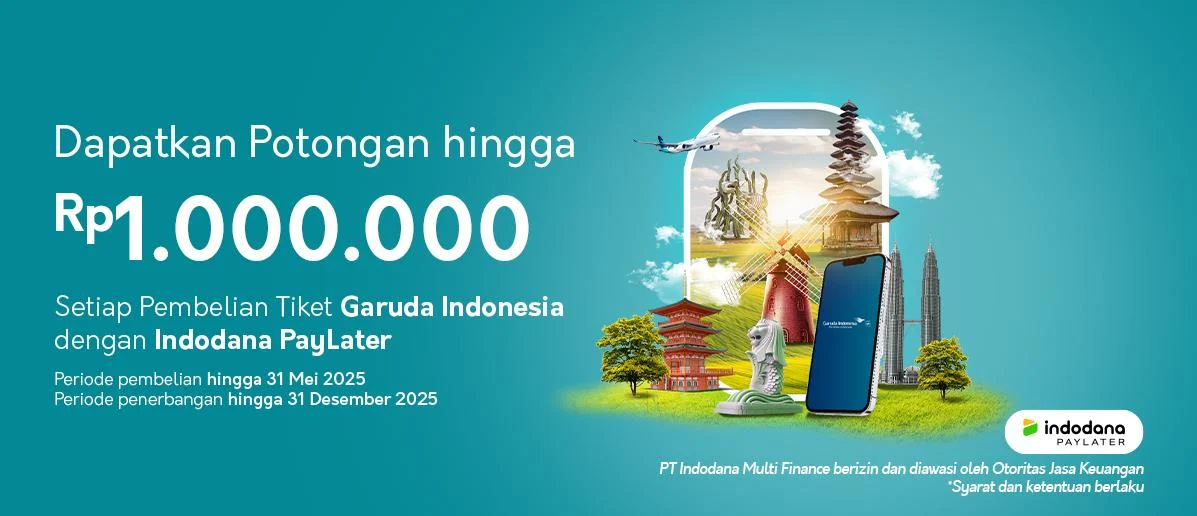 Dapatkan Potongan hingga
Rp1.000.000
Setiap Pembelian Tiket Garuda Indonesia
dengan Indodana PayLater
Periode pembelian hingga 31 Mei 2025
Periode penerbangan hingga 31 Desember 2025
Garuda Indonesia
indodana
PAYLATER
PT Indodana Multi Finance berizin dan diawasi oleh Otoritas Jasa Keuangan
*Syarat dan ketentuan berlaku